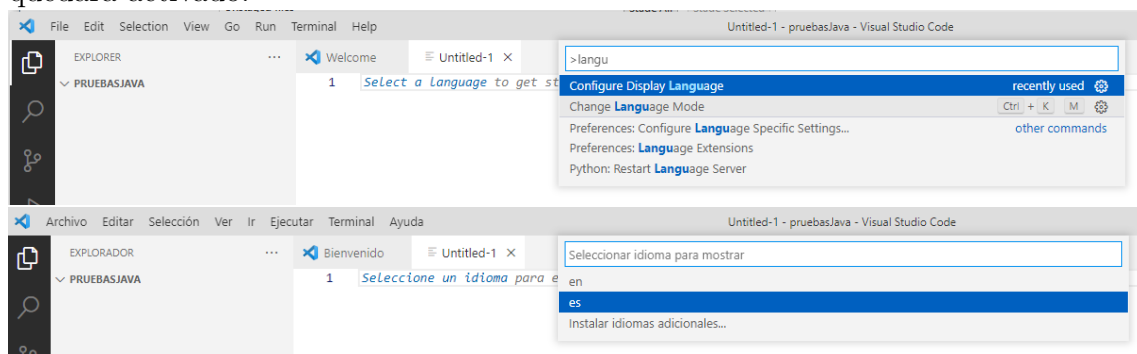 File Edit Selection View Go Run Terminal Help Untitled-1 - pruebasJava - Visual Studio Code
EXPLORER ... Welcome Untitled-1 × >langu
PRUEBASJAVA 1 Select a language to get st Configure Display Language recently used
Change Language Mode Ctrl + K M
Preferences: Configure Language Specific Settings... other commands
Preferences: Language Extensions
Python: Restart Language Server
Archivo Editar Selección Ver Ir Ejecutar Terminal Ayuda Untitled-1 - pruebasJava - Visual Studio Code
EXPLORADOR ... Bienvenido Untitled-1 × Seleccionar idioma para mostrar
PRUEBASJAVA 1 Seleccione un idioma para e en
es
Instalar idiomas adicionales...